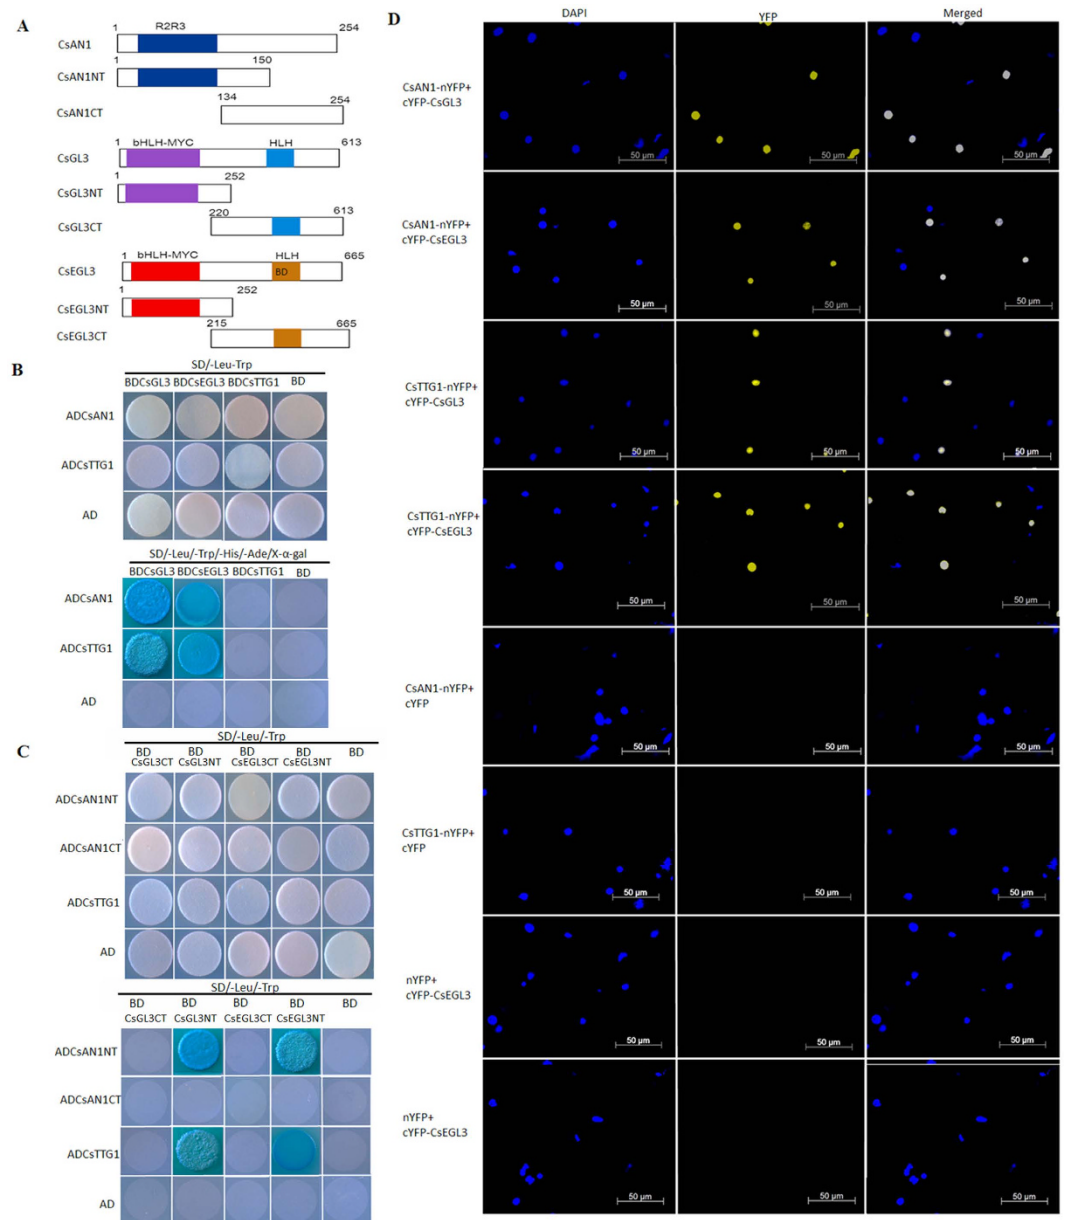 A
1 R2R3 254
CsAN1
1 150
CsAN1NT
134 254
CsAN1CT
1 bHLH-MYC HLH 613
CsGL3
1 252
CsGL3NT
220 613
CsGL3CT
1 bHLH-MYC HLH 665
CsEGL3 BD
1 252
CsEGL3NT
215 665
CsEGL3CT
B
SD/-Leu-Trp
BDCsGL3 BDCsEGL3 BDCsTTG1 BD
ADCsAN1
ADCsTTG1
AD
SD/-Leu/-Trp/-His/-Ade/X-α-gal
BDCsGL3 BDCsEGL3 BDCsTTG1 BD
ADCsAN1
ADCsTTG1
AD
C
SD/-Leu/-Trp
BD BD BD BD BD
CsGL3CT CsGL3NT CsEGL3CT CsEGL3NT
ADCsAN1NT
ADCsAN1CT
ADCsTTG1
AD
SD/-Leu/-Trp
BD BD BD BD BD
CsGL3CT CsGL3NT CsEGL3CT CsEGL3NT
ADCsAN1NT
ADCsAN1CT
ADCsTTG1
AD
D
DAPI YFP Merged
CsAN1-nYFP+
cYFP-CsGL3
50 µm 50 µm 50 µm
CsAN1-nYFP+
cYFP-CsEGL3
50 µm 50 µm 50 µm
CsTTG1-nYFP+
cYFP-CsGL3
50 µm 50 µm 50 µm
CsTTG1-nYFP+
cYFP-CsEGL3
50 µm 50 µm 50 µm
CsAN1-nYFP+
cYFP
50 µm 50 µm 50 µm
CsTTG1-nYFP+
cYFP
50 µm 50 µm 50 µm
nYFP+
cYFP-CsEGL3
50 µm 50 µm 50 µm
nYFP+
cYFP-CsEGL3
50 µm 50 µm 50 µm